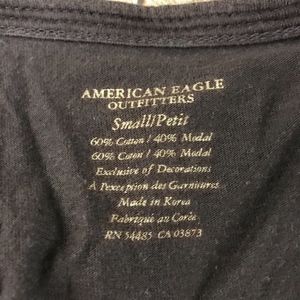 AMERICAN EAGLE
OUTFITTERS
Small/Petit
60% Cotton / 40% Modal
60% Coton / 40% Modal
Exclusive of Decorations
A l'exception des Garnitures
Made in Korea
Fabriqué au Corée
RN 54485 CA 03873